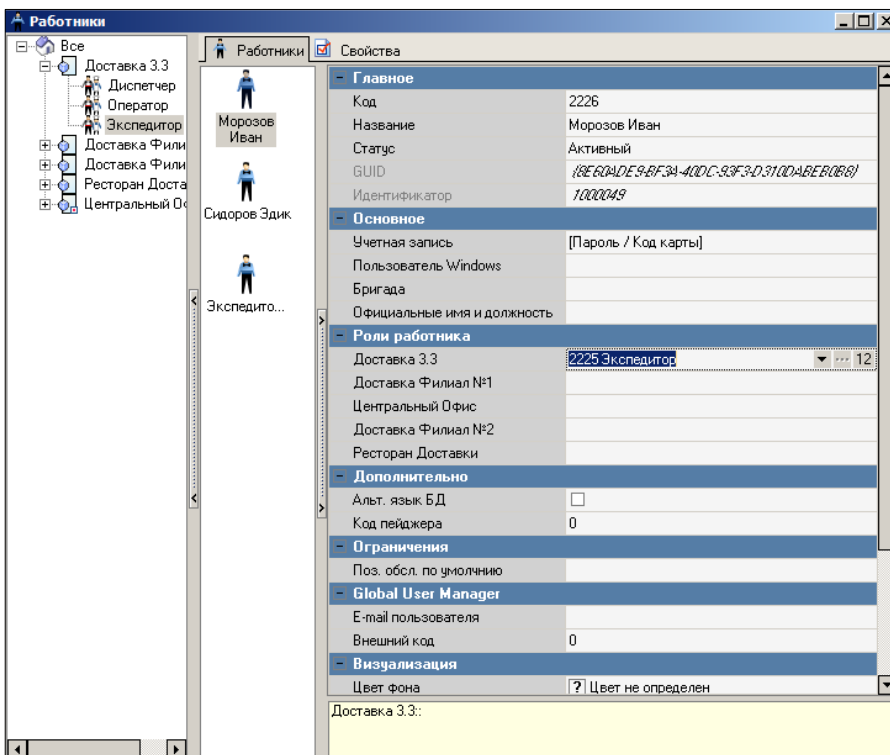 Работники
Все
Доставка 3.3
Диспетчер
Оператор
Экспедитор
Доставка Фили
Доставка Фили
Ресторан Доста
Центральный Оф
Работники
Свойства
Морозов
Иван
Сидоров Эдик
Экспедито...
Главное
Код 2226
Название Морозов Иван
Статус Активный
GUID {8E60ADE9-BF3A-40DC-93F3-D310DABEB0B8}
Идентификатор 1000049
Основное
Учетная запись [Пароль / Код карты]
Пользователь Windows
Бригада
Официальные имя и должность
Роли работника
Доставка 3.3 2225 Экспедитор ... 12
Доставка Филиал №1
Центральный Офис
Доставка Филиал №2
Ресторан Доставки
Дополнительно
Альт. язык БД
Код пейджера 0
Ограничения
Поз. обсл. по умолчнию
Global User Manager
E-mail пользователя
Внешний код 0
Визуализация
Цвет фона ? Цвет не определен
Доставка 3.3::